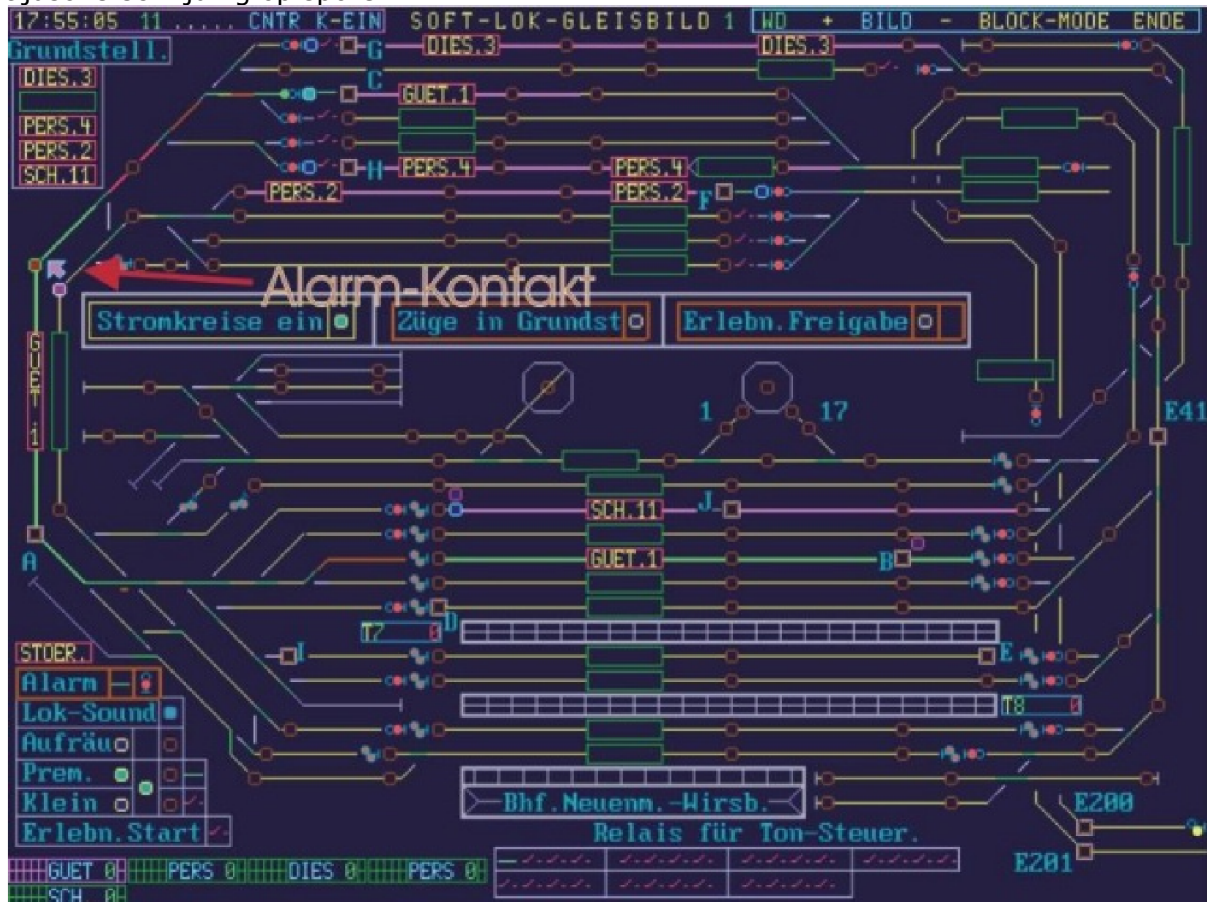 17:55:05 11 ..... CNTR K-EIN SOFT-LOK-GLEISBILD 1 WD + BILD - BLOCK-MODE ENDE
Grundstell.
G DIES.3 DIES.3
DIES.3
C GUET.1
PERS.4
PERS.2
SCH.11
H PERS.4 PERS.4
PERS.2 PERS.2 F
Alarm-Kontakt
Stromkreise ein Züge in Grundst Erlebn.Freigabe
GUET.1
1 17 E41
SCH.11 J
A GUET.1 B
D
T7 0
STOER. I E
Alarm
Lok-Sound T8 0
Aufräu
Prem.
Klein Bhf.Neuenm.-Wirsb. E200
Erlebn.Start Relais für Ton-Steuer.
E201
GUET 0 PERS 0 DIES 0 PERS 0
SCH. 0